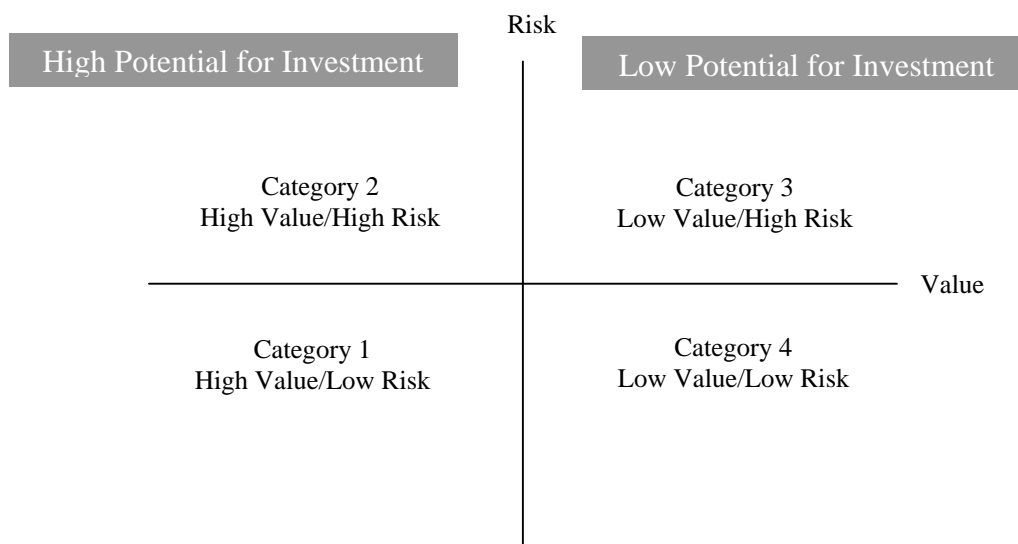 Risk
High Potential for Investment
Low Potential for Investment
Category 2
High Value/High Risk
Category 3
Low Value/High Risk
Value
Category 1
High Value/Low Risk
Category 4
Low Value/Low Risk